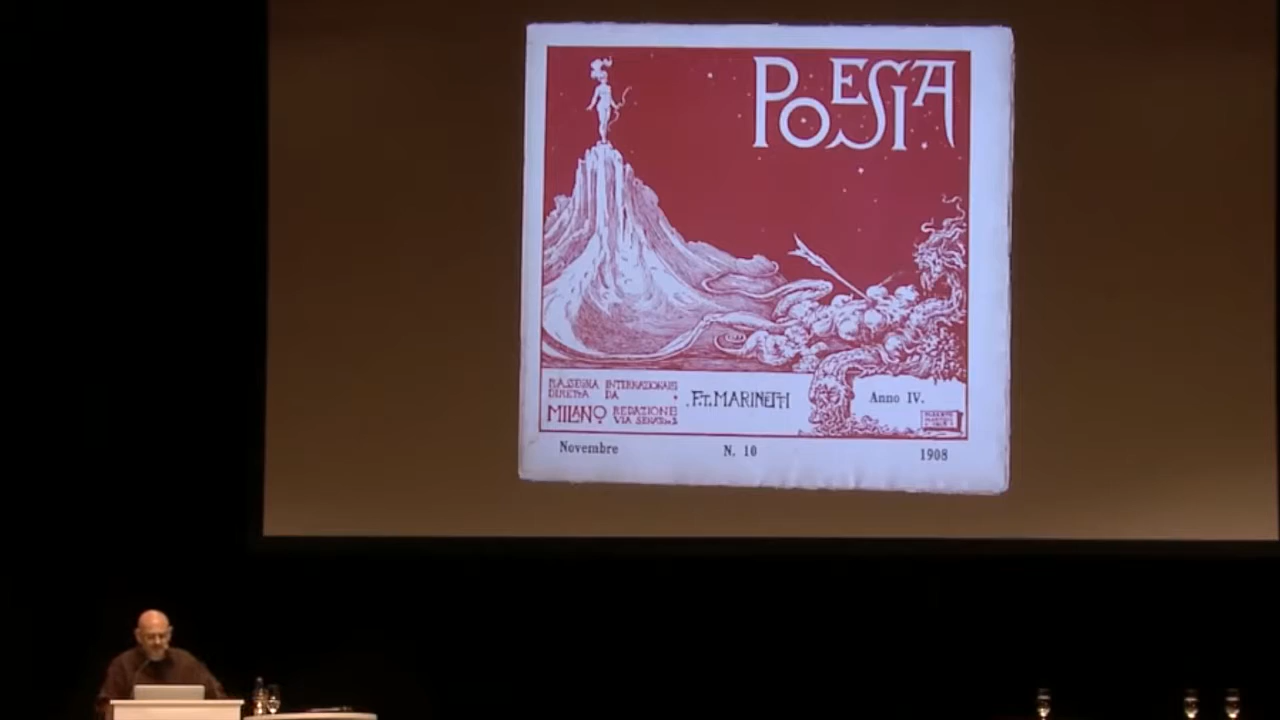 POESIA
RASSEGNA INTERNAZIONALE
DIRETTA DA
F.T. MARINETTI
MILANO REDAZIONE
VIA SENATO 2
Anno IV.
Novembre N. 10 1908